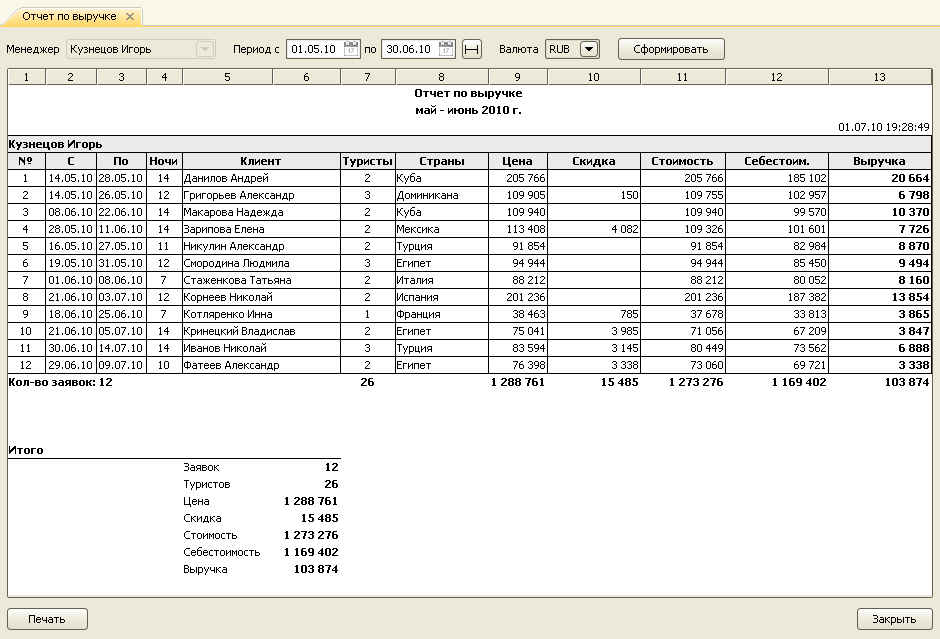 Отчет по выручке
Менеджер Кузнецов Игорь Период с 01.05.10 по 30.06.10 Валюта RUB Сформировать
1 2 3 4 5 6 7 8 9 10 11 12 13
Отчет по выручке
май - июнь 2010 г.
01.07.10 19:28:49
Кузнецов Игорь
№ С По Ночи Клиент Туристы Страны Цена Скидка Стоимость Себестоим. Выручка
1 14.05.10 28.05.10 14 Данилов Андрей 2 Куба 205 766 205 766 185 102 20 664
2 14.05.10 26.05.10 12 Григорьев Александр 3 Доминикана 109 905 150 109 755 102 957 6 798
3 08.06.10 22.06.10 14 Макарова Надежда 2 Куба 109 940 109 940 99 570 10 370
4 28.05.10 11.06.10 14 Зарипова Елена 2 Мексика 113 408 4 082 109 326 101 601 7 726
5 16.05.10 27.05.10 11 Никулин Александр 2 Турция 91 854 91 854 82 984 8 870
6 19.05.10 31.05.10 12 Смородина Людмила 3 Египет 94 944 94 944 85 450 9 494
7 01.06.10 08.06.10 7 Стаженкова Татьяна 2 Италия 88 212 88 212 80 052 8 160
8 21.06.10 03.07.10 12 Корнеев Николай 2 Испания 201 236 201 236 187 382 13 854
9 18.06.10 25.06.10 7 Котляренко Инна 1 Франция 38 463 785 37 678 33 813 3 865
10 21.06.10 05.07.10 14 Криницкий Владислав 2 Египет 75 041 3 985 71 056 67 209 3 847
11 30.06.10 14.07.10 14 Иванов Николай 3 Турция 83 594 3 145 80 449 73 562 6 888
12 29.06.10 09.07.10 10 Фатеев Александр 2 Египет 76 398 3 338 73 060 69 721 3 338
Кол-во заявок: 12 26 1 288 761 15 485 1 273 276 1 169 402 103 874
Итого
Заявок 12
Туристов 26
Цена 1 288 761
Скидка 15 485
Стоимость 1 273 276
Себестоимость 1 169 402
Выручка 103 874
Печать Закрыть